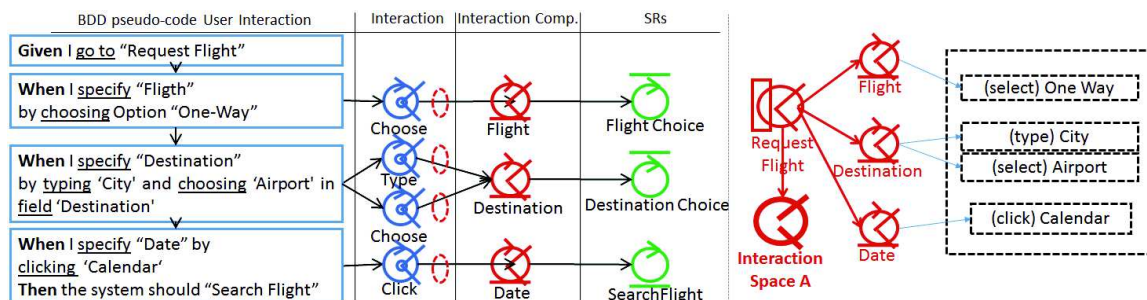 BDD pseudo-code User Interaction
Interaction
Interaction Comp.
SRs
Given I go to “Request Flight”
When I specify “Fligth”
by choosing Option “One-Way”
When I specify “Destination”
by typing ‘City' and choosing ‘Airport' in
field ‘Destination'
When I specify “Date” by
clicking ‘Calendar‘
Then the system should “Search Flight”
Choose
Type
Choose
Click
Flight
Destination
Date
Flight Choice
Destination Choice
SearchFlight
Request
Flight
Interaction
Space A
Flight
Destination
Date
(select) One Way
(type) City
(select) Airport
(click) Calendar